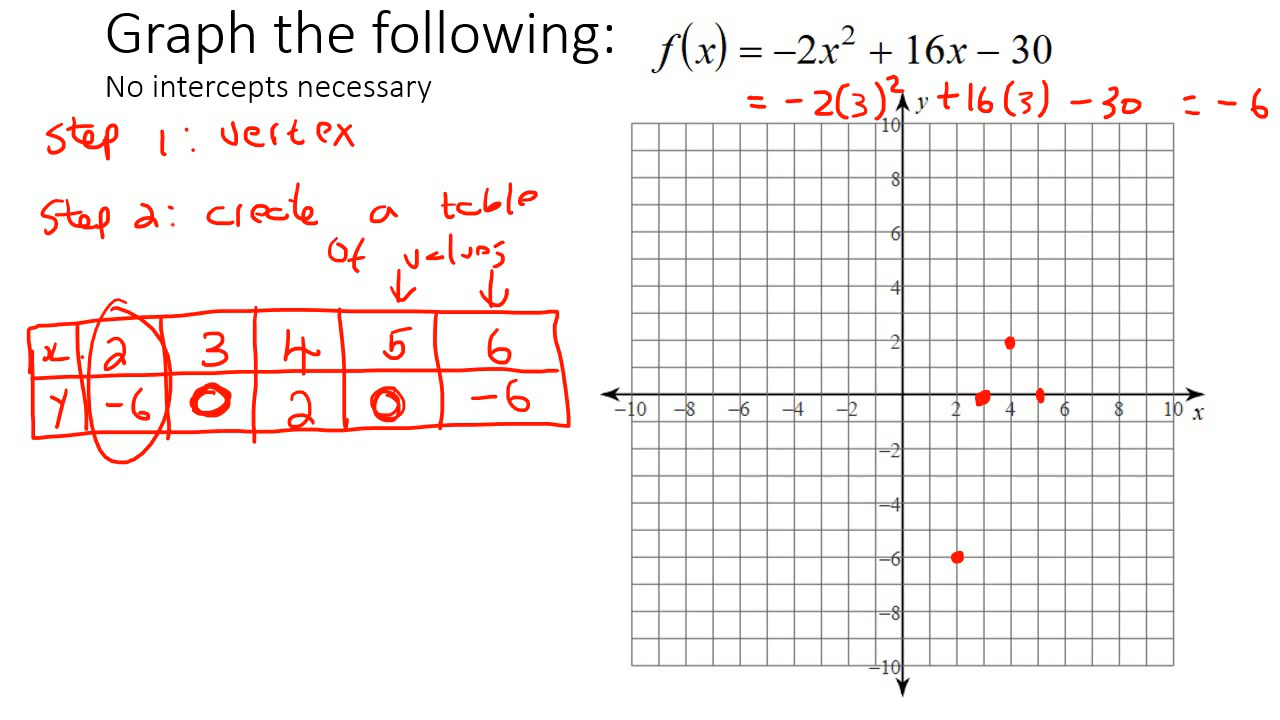 Graph the following:
f(x) = −2x² + 16x − 30
No intercepts necessary
= -2(3)² +16(3) -30 = -6
Step 1: vertex
Step 2: create a table
of values
x 2 3 4 5 6
y -6 0 2 0 -6
y
10
8
6
4
2
−10 −8 −6 −4 −2 2 4 6 8 10 x
−2
−4
−6
−8
−10